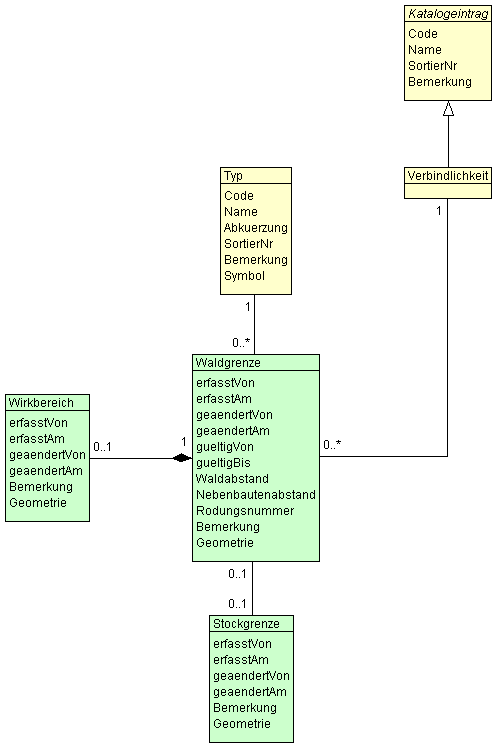 Katalogeintrag
Code
Name
SortierNr
Bemerkung
Verbindlichkeit
1
Typ
Code
Name
Abkuerzung
SortierNr
Bemerkung
Symbol
1
0..*
Waldgrenze
erfasstVon
erfasstAm
geaendertVon
geaendertAm
gueltigVon
gueltigBis
Waldabstand
Nebenbautenabstand
Rodungsnummer
Bemerkung
Geometrie
0..*
Wirkbereich
erfasstVon
erfasstAm
geaendertVon
geaendertAm
Bemerkung
Geometrie
0..1
1
0..1
0..1
Stockgrenze
erfasstVon
erfasstAm
geaendertVon
geaendertAm
Bemerkung
Geometrie